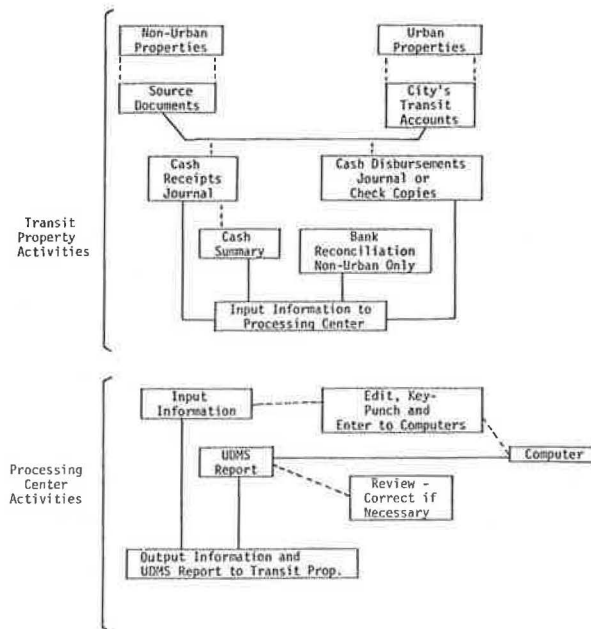 Non-Urban
Properties
Urban
Properties
Source
Documents
City's
Transit
Accounts
Cash
Receipts
Journal
Cash Disbursements
Journal or
Check Copies
Transit
Property
Activities
Cash
Summary
Bank
Reconciliation
Non-Urban Only
Input Information to
Processing Center
Input
Information
Edit, Key-
Punch and
Enter to Computers
UDMS
Report
Computer
Processing
Center
Activities
Review -
Correct if
Necessary
Output Information and
UDMS Report to Transit Prop.